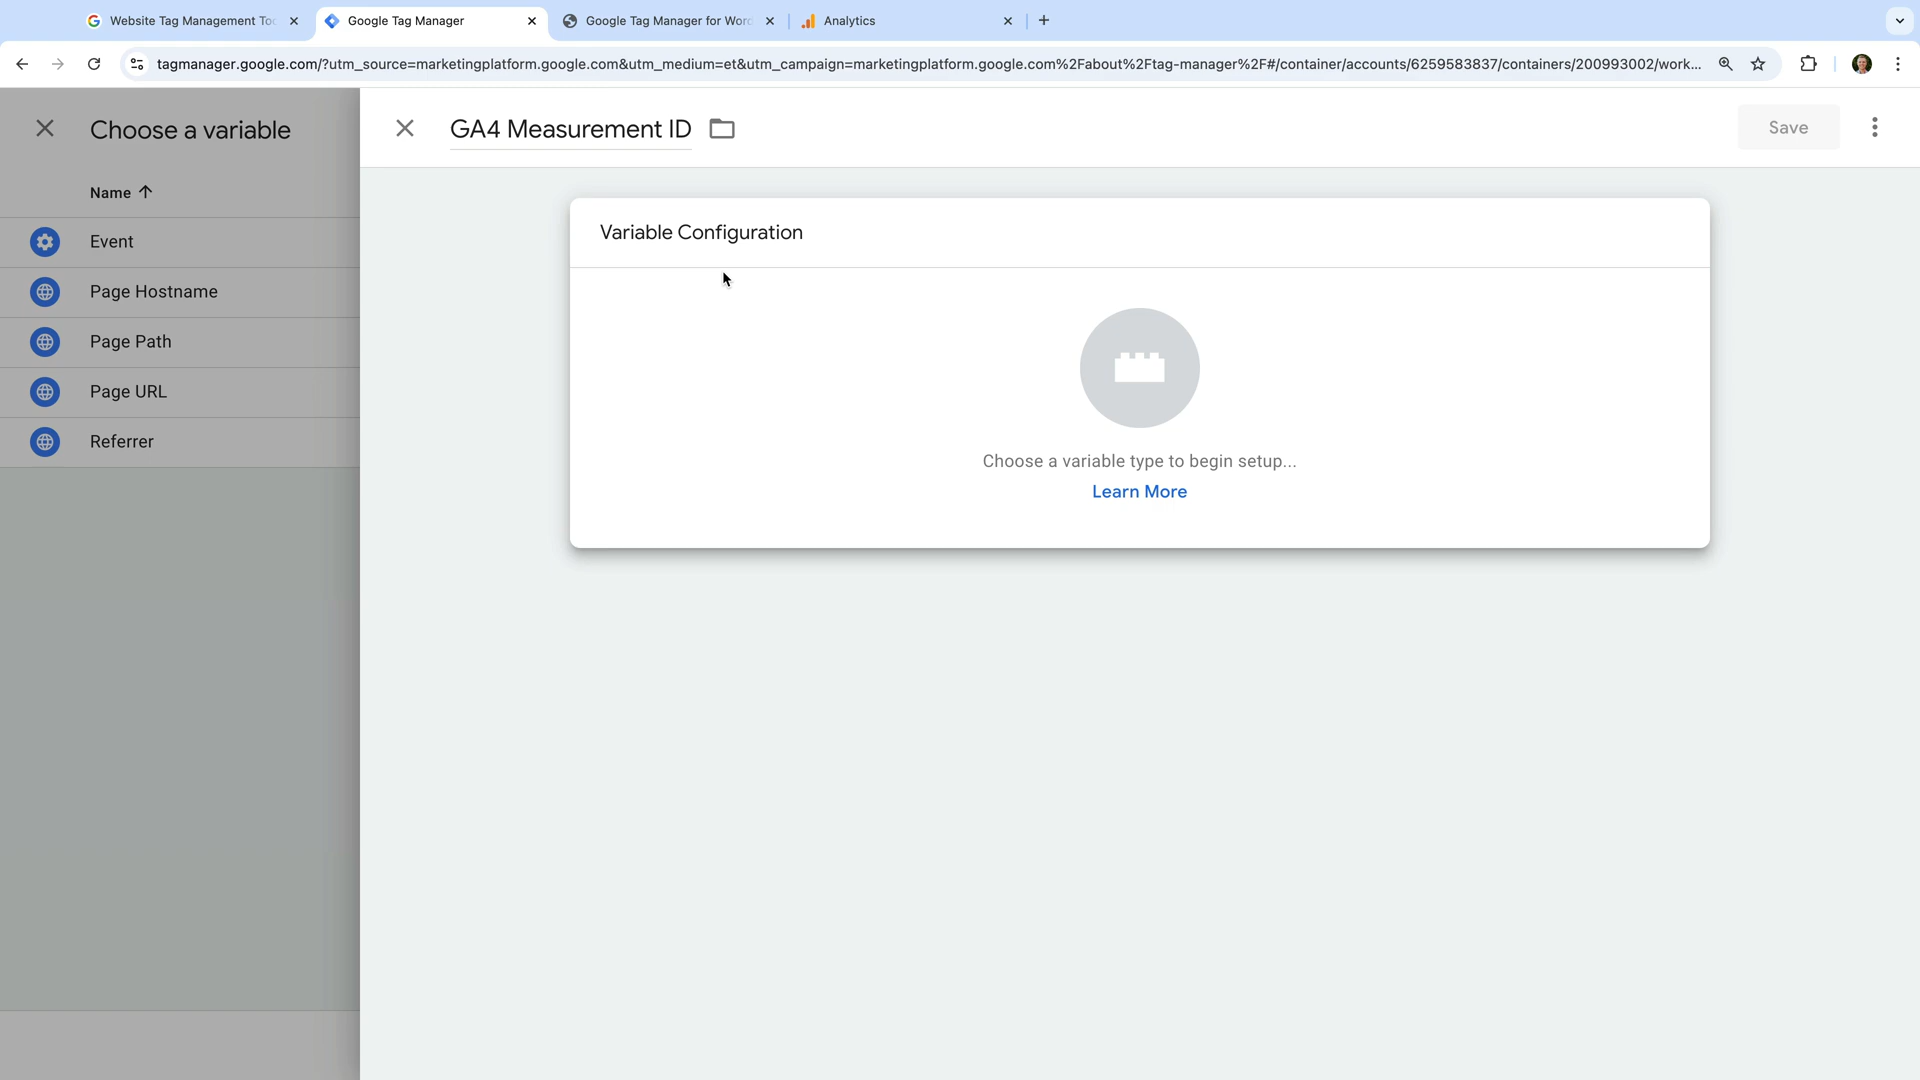 Website Tag Management Too
Google Tag Manager
Google Tag Manager for Word
Analytics
tagmanager.google.com/?utm_source=marketingplatform.google.com&utm_medium=et&utm_campaign=marketingplatform.google.com%2Fabout%2Ftag-manager%2F#/container/accounts/6259583837/containers/200993002/work...
Choose a variable
GA4 Measurement ID
Save
Name
Variable Configuration
Event
Page Hostname
Page Path
Page URL
Referrer
Choose a variable type to begin setup...
Learn More